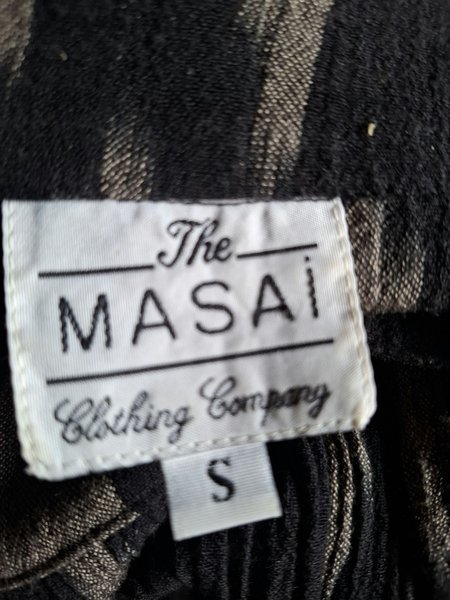 The
MASAi
Clothing Company
S